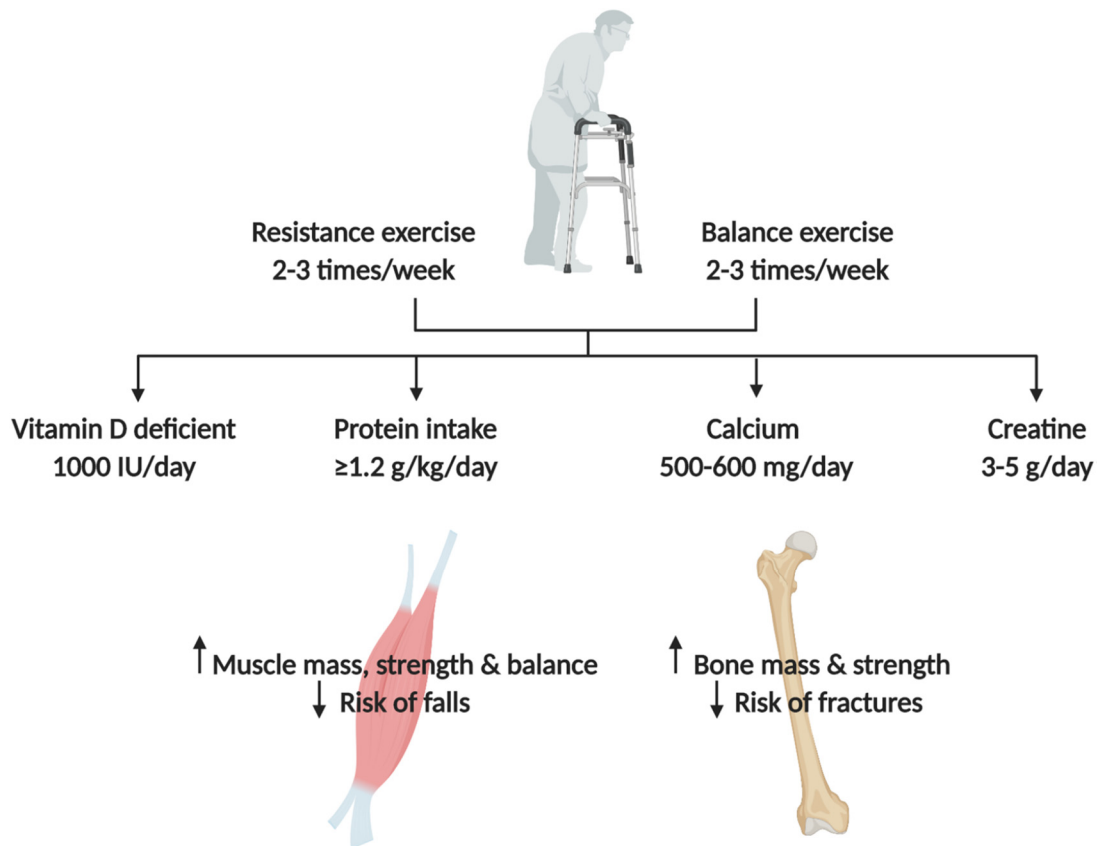 Resistance exercise
2-3 times/week
Balance exercise
2-3 times/week
Vitamin D deficient
1000 IU/day
Protein intake
≥1.2 g/kg/day
Calcium
500-600 mg/day
Creatine
3-5 g/day
↑ Muscle mass, strength & balance
↓ Risk of falls
↑ Bone mass & strength
↓ Risk of fractures